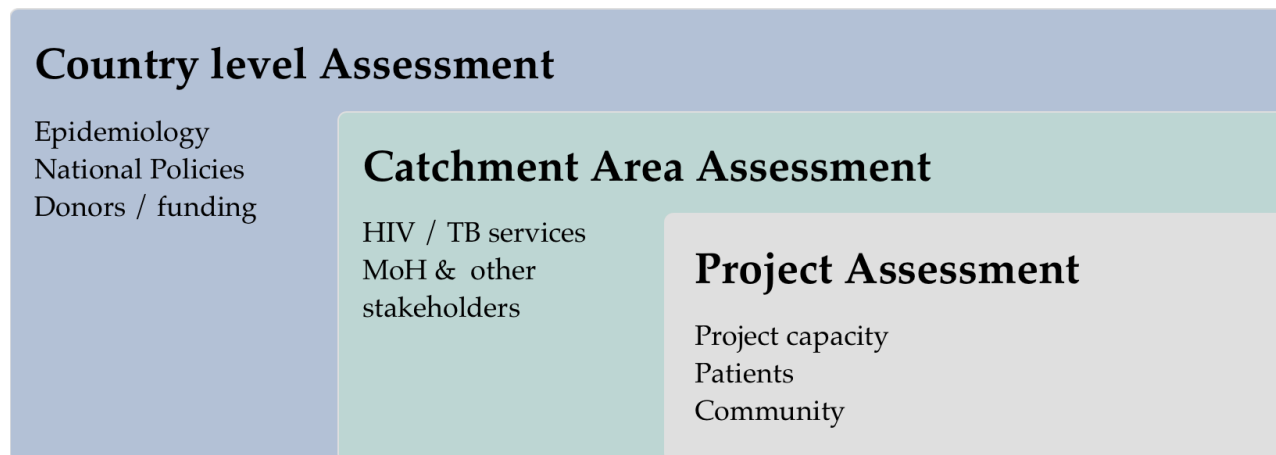 Country level Assessment
Epidemiology
National Policies
Donors / funding
Catchment Area Assessment
HIV / TB services
MoH & other
stakeholders
Project Assessment
Project capacity
Patients
Community